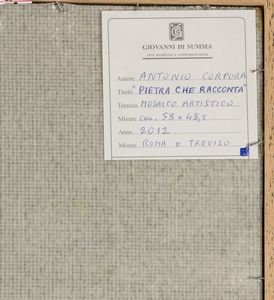 GIOVANNI DI SUMMA
arte moderna e contemporanea
Autore ANTONIO CORPORA
Titolo PIETRA CHE RACCONTA
Tecnica MOSAICO ARTISTICO
Misure cm. 58 x 48,5
Anno 2012
Mostre ROMA E TREVISO